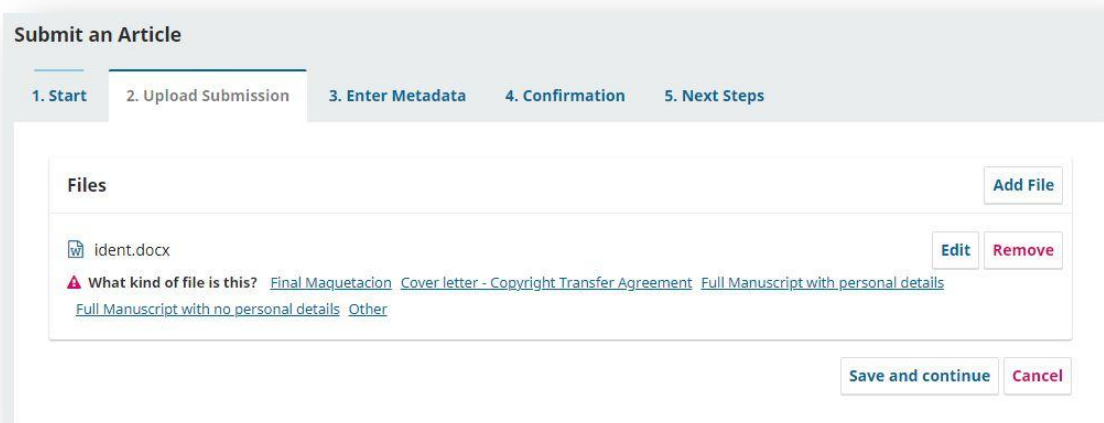 Submit an Article
1. Start 2. Upload Submission 3. Enter Metadata 4. Confirmation 5. Next Steps
Files Add File
ident.docx Edit Remove
What kind of file is this? Final Maquetacion Cover letter - Copyright Transfer Agreement Full Manuscript with personal details
Full Manuscript with no personal details Other
Save and continue Cancel